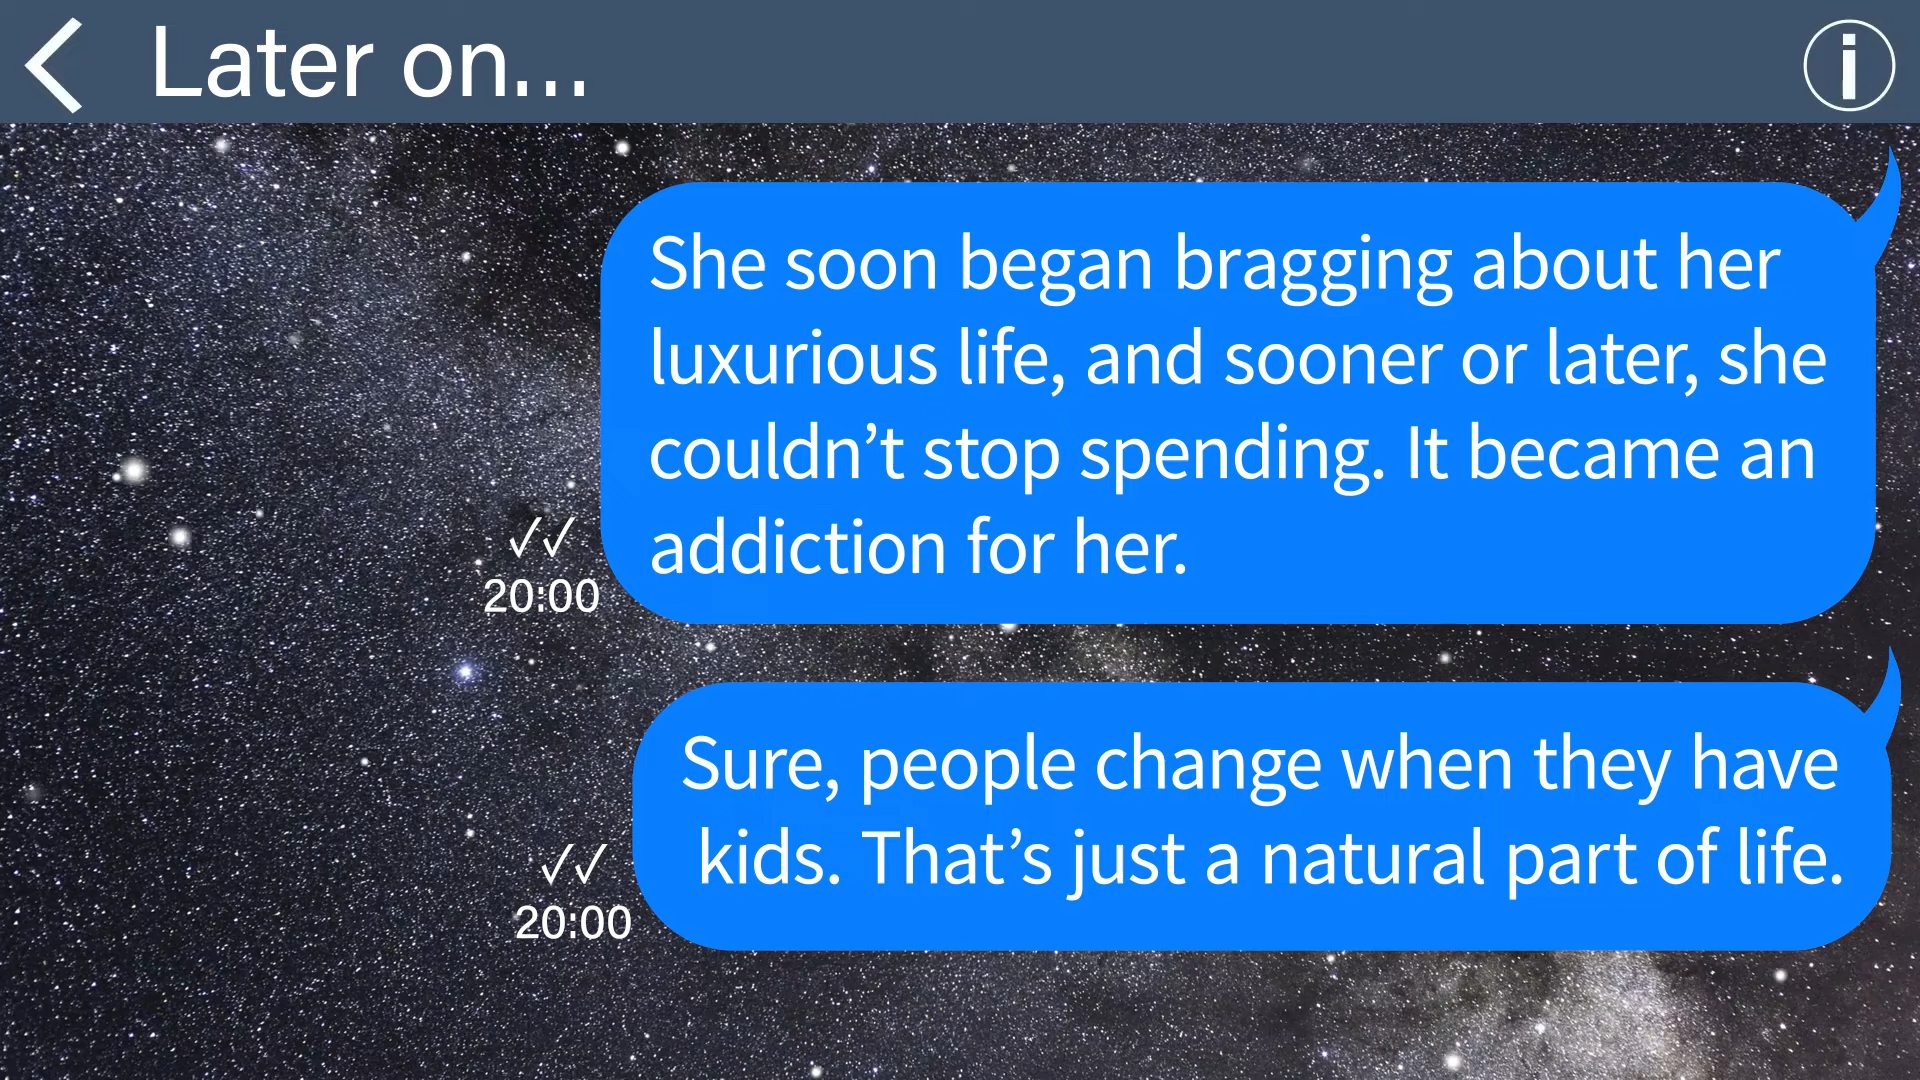 Later on...
She soon began bragging about her
luxurious life, and sooner or later, she
couldn’t stop spending. It became an
addiction for her.
✓✓
20:00
Sure, people change when they have
kids. That’s just a natural part of life.
✓✓
20:00